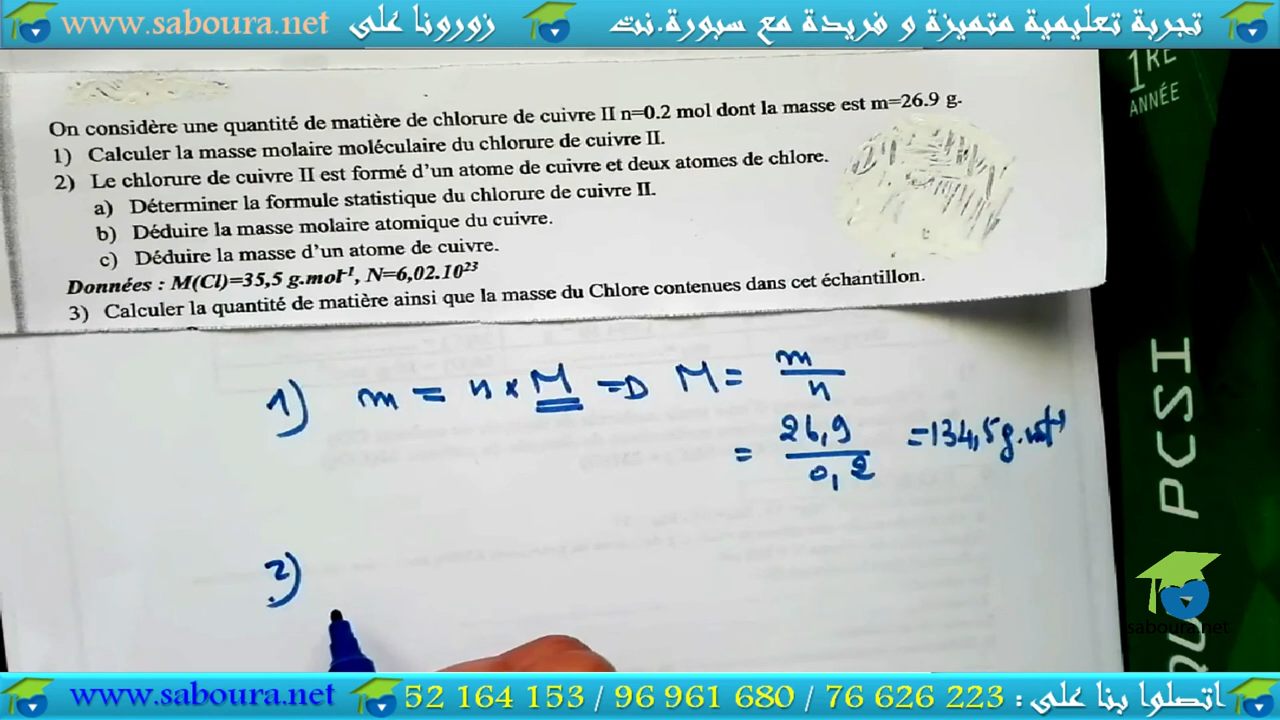 www.saboura.net زورونا على تجربة تعليمية متميزة و فريدة مع سبورة.نت
1RE
ANNÉE
On considère une quantité de matière de chlorure de cuivre II n=0.2 mol dont la masse est m=26.9 g.
1) Calculer la masse molaire moléculaire du chlorure de cuivre II.
2) Le chlorure de cuivre II est formé d'un atome de cuivre et deux atomes de chlore.
a) Déterminer la formule statistique du chlorure de cuivre II.
b) Déduire la masse molaire atomique du cuivre.
c) Déduire la masse d'un atome de cuivre.
Données : M(Cl)=35,5 g.mol-1, N=6,02.10²³
3) Calculer la quantité de matière ainsi que la masse du Chlore contenues dans cet échantillon.
1) m = n × M => M = m/n
= 26,9/0,2 = 134,5 g.mol-1
2)
PCSI
saboura.net
www.saboura.net 52 164 153 / 96 961 680 / 76 626 223 : اتصلوا بنا على